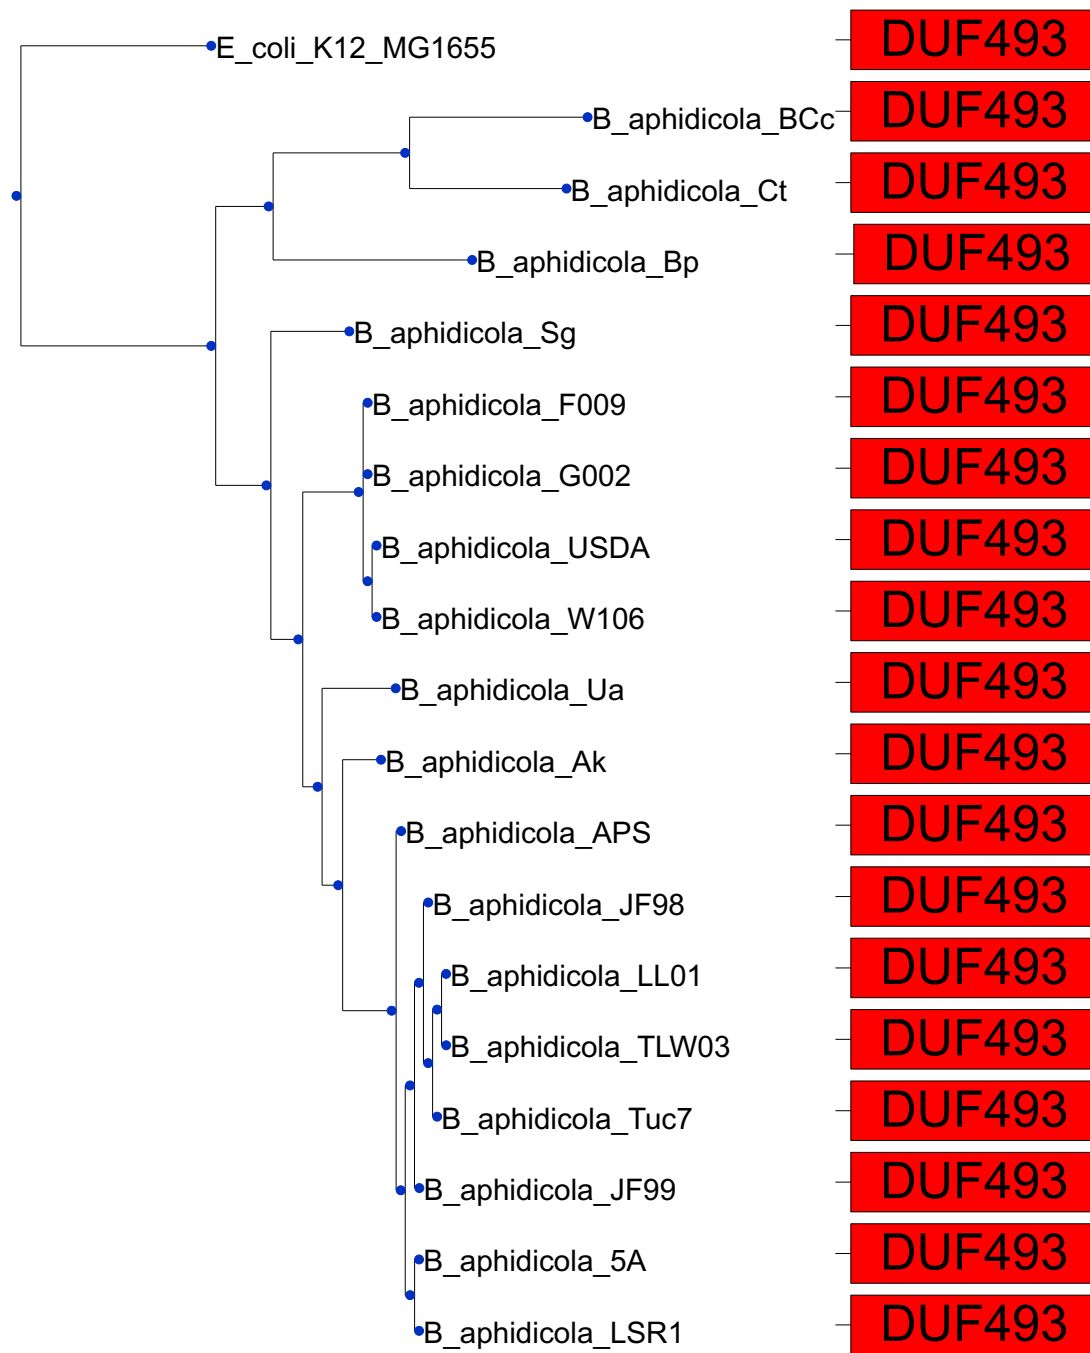 E_coli_K12_MG1655 DUF493
B_aphidicola_BCc DUF493
B_aphidicola_Ct DUF493
B_aphidicola_Bp DUF493
B_aphidicola_Sg DUF493
B_aphidicola_F009 DUF493
B_aphidicola_G002 DUF493
B_aphidicola_USDA DUF493
B_aphidicola_W106 DUF493
B_aphidicola_Ua DUF493
B_aphidicola_Ak DUF493
B_aphidicola_APS DUF493
B_aphidicola_JF98 DUF493
B_aphidicola_LL01 DUF493
B_aphidicola_TLW03 DUF493
B_aphidicola_Tuc7 DUF493
B_aphidicola_JF99 DUF493
B_aphidicola_5A DUF493
B_aphidicola_LSR1 DUF493